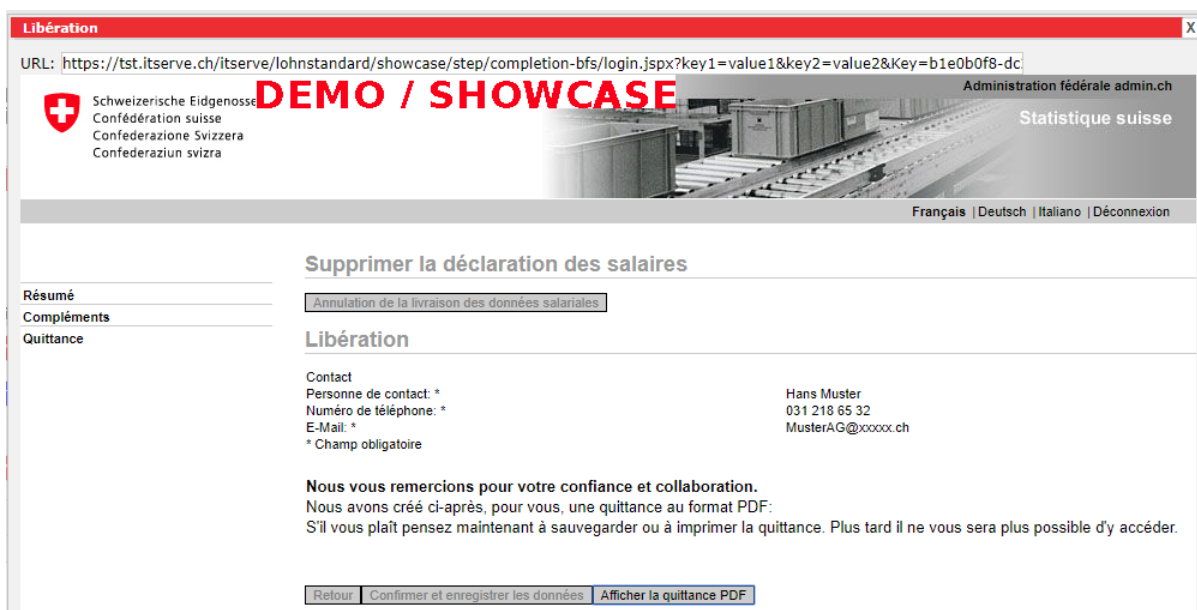 Libération
X
URL: https://tst.itserve.ch/itserve/lohnstandard/showcase/step/completion-bfs/login.jspx?key1=value1&key2=value2&Key=b1e0b0f8-dc
DEMO / SHOWCASE
Administration fédérale admin.ch
Schweizerische Eidgenosse
Confédération suisse
Confederazione Svizzera
Confederaziun svizra
Statistique suisse
Français |Deutsch |Italiano |Déconnexion
Supprimer la déclaration des salaires
Résumé
Compléments
Quittance
Annulation de la livraison des données salariales
Libération
Contact
Personne de contact: * Hans Muster
Numéro de téléphone: * 031 218 65 32
E-Mail: * MusterAG@xxxxx.ch
* Champ obligatoire
Nous vous remercions pour votre confiance et collaboration.
Nous avons créé ci-après, pour vous, une quittance au format PDF:
S'il vous plaît pensez maintenant à sauvegarder ou à imprimer la quittance. Plus tard il ne vous sera plus possible d'y accéder.
Retour Confirmer et enregistrer les données Afficher la quittance PDF